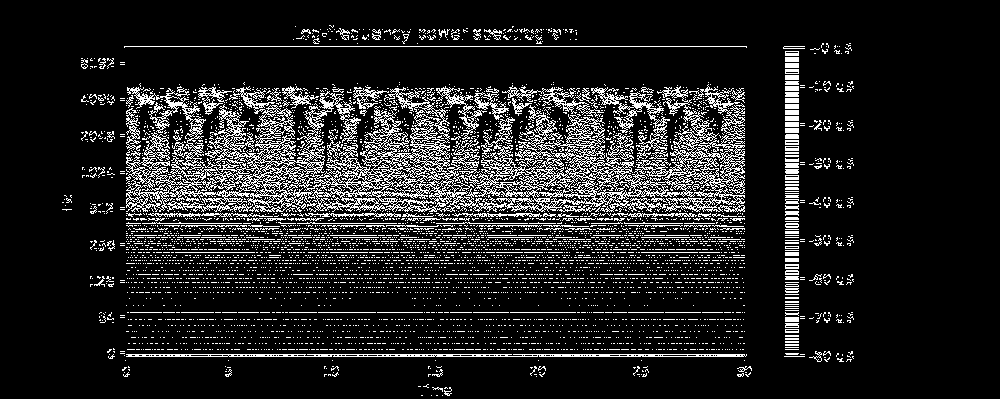 Log-frequency power spectrogram
8192
4096
2048
1024
512
256
128
64
0
Hz
0
5
10
15
20
25
30
Time
-10 dB
-20 dB
-30 dB
-40 dB
-50 dB
-60 dB
-70 dB
-80 dB